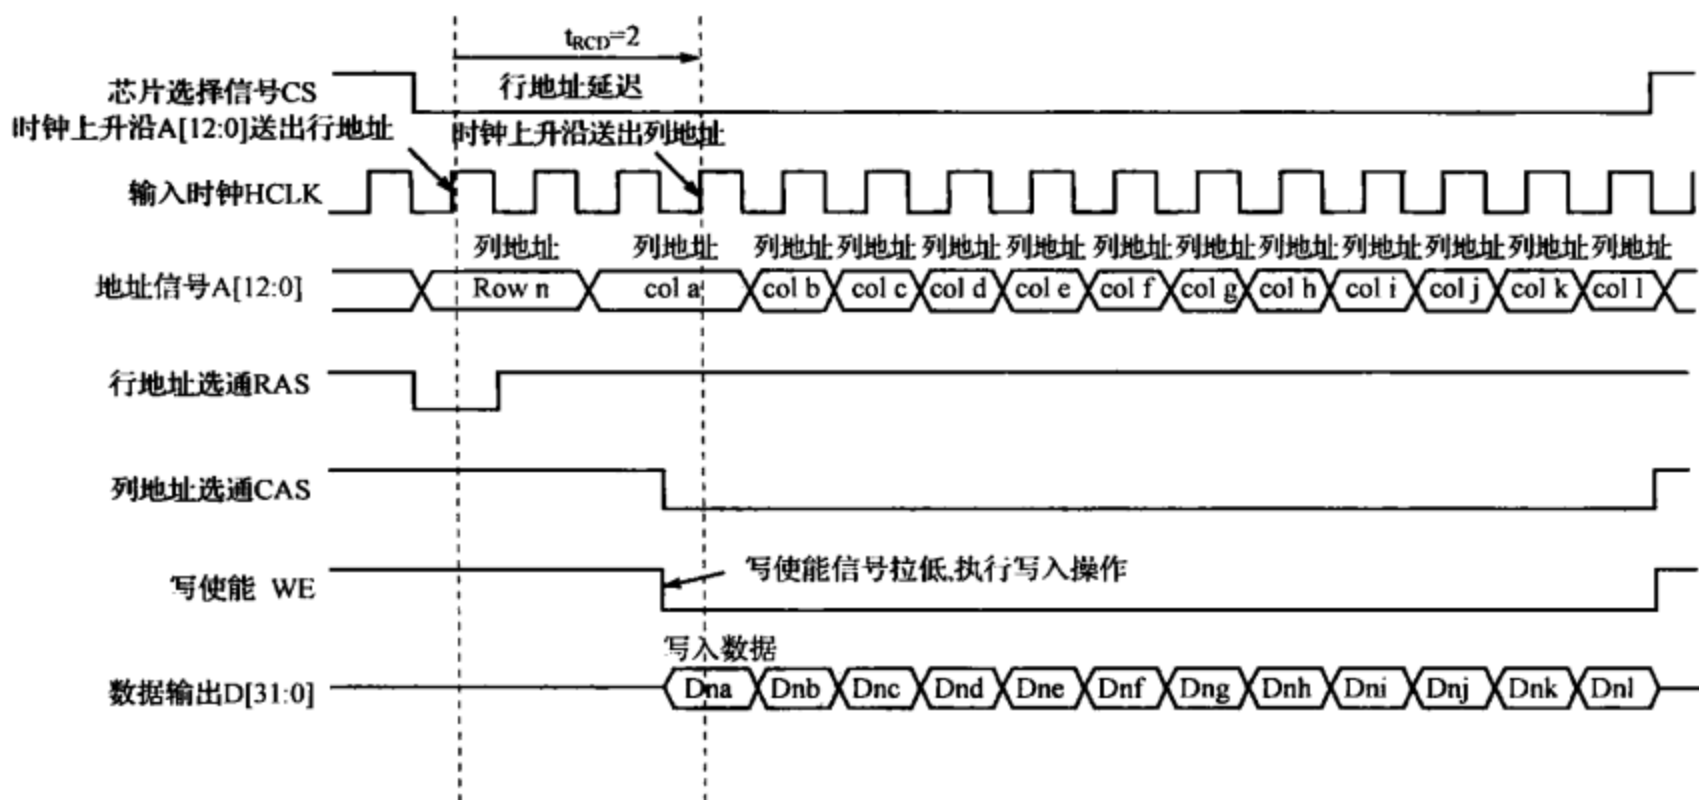 tRCD=2
芯片选择信号CS
行地址延迟
时钟上升沿A[12:0]送出行地址
时钟上升沿送出列地址
输入时钟HCLK
列地址 列地址 列地址 列地址 列地址 列地址 列地址 列地址 列地址 列地址 列地址 列地址 列地址
地址信号A[12:0] Row n col a col b col c col d col e col f col g col h col i col j col k col l
行地址选通RAS
列地址选通CAS
写使能 WE
写使能信号拉低,执行写入操作
写入数据
数据输出D[31:0] Dna Dnb Dnc Dnd Dne Dnf Dng Dnh Dni Dnj Dnk Dnl